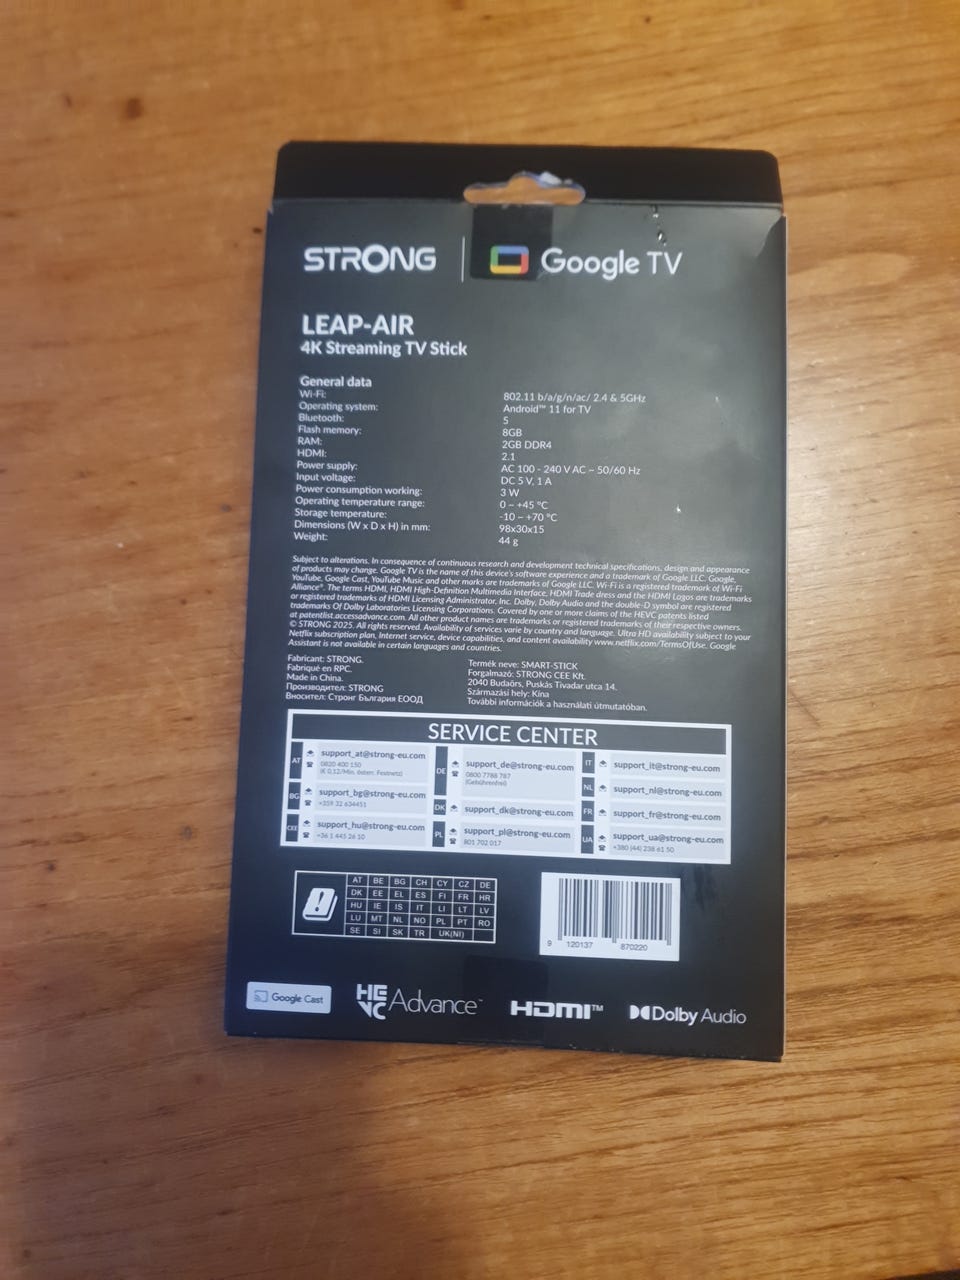 STRONG | Google TV
LEAP-AIR
4K Streaming TV Stick
General data
Wi-Fi: 802.11 b/a/g/n/ac/ 2.4 & 5GHz
Operating system: Android™ 11 for TV
Bluetooth: 5
Flash memory: 8GB
RAM: 2GB DDR4
HDMI: 2.1
Power supply: AC 100 - 240 V AC ~ 50/60 Hz
Input voltage: DC 5 V, 1 A
Power consumption working: 3 W
Operating temperature range: 0 ~ +45 °C
Storage temperature: -10 ~ +70 °C
Dimensions (W x D x H) in mm: 98x30x15
Weight: 44 g
Subject to alterations. In consequence of continuous research and development technical specifications, design and appearance
of products may change. Google TV is the name of this device's software experience and a trademark of Google LLC. Google,
YouTube, Google Cast, YouTube Music and other marks are trademarks of Google LLC. Wi-Fi is a registered trademark of Wi-Fi
Alliance®. The terms HDMI, HDMI High-Definition Multimedia Interface, HDMI Trade dress and the HDMI Logos are trademarks
or registered trademarks of HDMI Licensing Administrator, Inc. Dolby, Dolby Audio and the double-D symbol are registered
trademarks Of Dolby Laboratories Licensing Corporations. Covered by one or more claims of the HEVC patents listed
at patentlist.accessadvance.com. All other product names are trademarks or registered trademarks of their respective owners.
© STRONG 2025. All rights reserved. Availability of services vary by country and language. Ultra HD availability subject to your
Netflix subscription plan, Internet service, device capabilities, and content availability www.netflix.com/TermsOfUse. Google
Assistant is not available in certain languages and countries.
Fabricant: STRONG.
Fabriqué en RPC.
Made in China.
Производител: STRONG
Вносител: Стронг България ЕООД
Termék neve: SMART-STICK
Forgalmazó: STRONG CEE Kft.
2040 Budaörs, Puskás Tivadar utca 14.
Származási hely: Kína
További információk a használati útmutatóban.
SERVICE CENTER
AT support_at@strong-eu.com
0820 400 150
(€ 0,12/Min. österr. Festnetz)
BG support_bg@strong-eu.com
+359 32 634451
CEE support_hu@strong-eu.com
+36 1 445 26 10
DE support_de@strong-eu.com
0800 7788 787
(Gebührenfrei)
DK support_dk@strong-eu.com
PL support_pl@strong-eu.com
801 702 017
IT support_it@strong-eu.com
NL support_nl@strong-eu.com
FR support_fr@strong-eu.com
UA support_ua@strong-eu.com
+380 (44) 238 61 50
AT BE BG CH CY CZ DE
DK EE EL ES FI FR HR
HU IE IS IT LI LT LV
LU MT NL NO PL PT RO
SE SI SK TR UK(NI)
9 120137 870220
Google Cast
HEVC Advance™
HDMI™
Dolby Audio